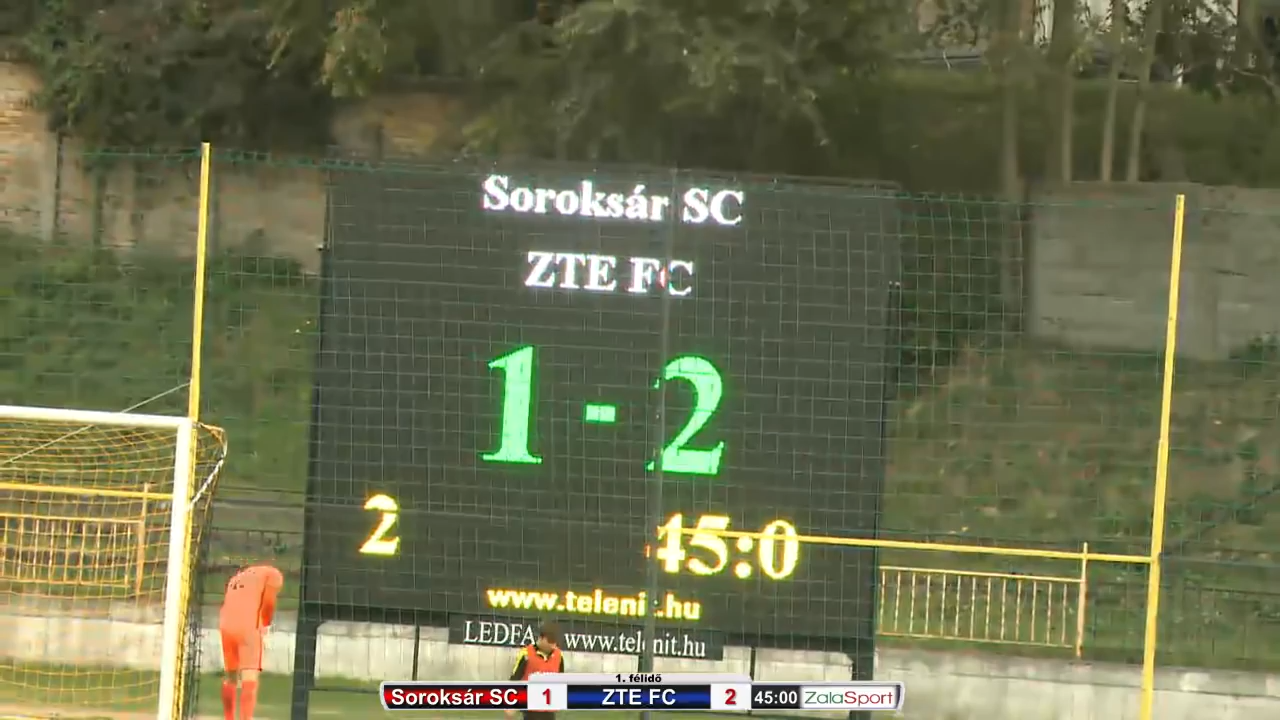 Soroksár SC
ZTE FC
1 - 2
2
45:0
www.telenit.hu
LEDFA www.telenit.hu
1. félidő
Soroksár SC 1 ZTE FC 2 45:00 ZalaSport